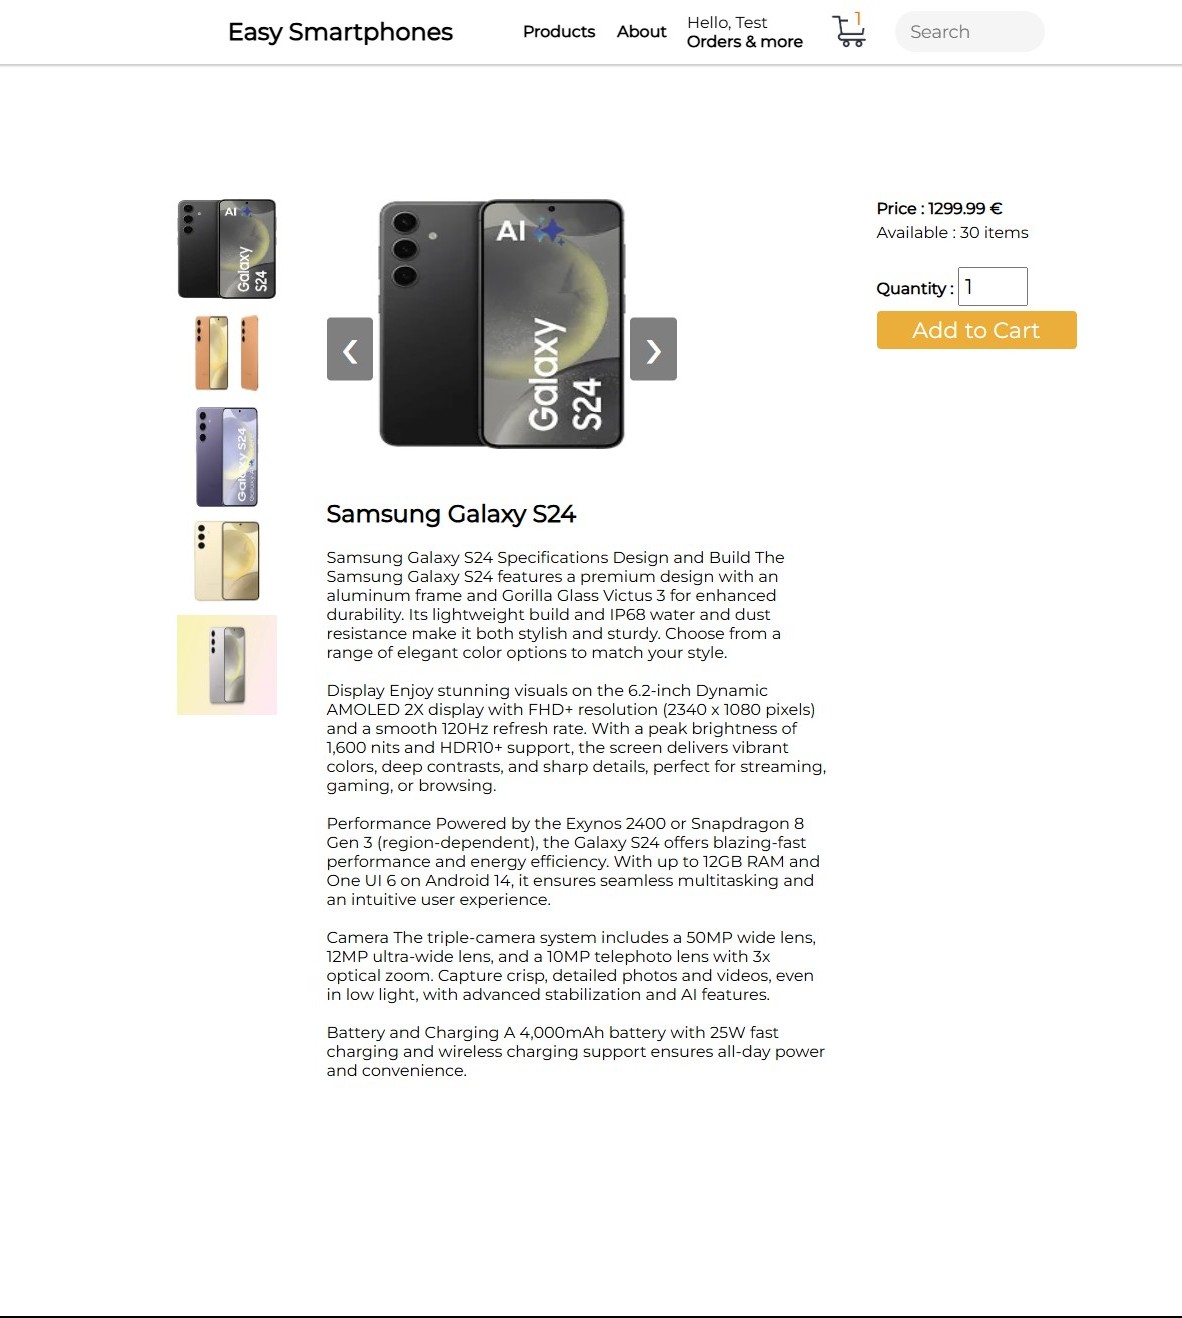 Easy Smartphones
Products
About
Hello, Test
Orders & more
1
Search
AI
Galaxy
S24
AI
Galaxy
S24
Galaxy S24
Price : 1299.99 €
Available : 30 items
Quantity : 1
Add to Cart
Samsung Galaxy S24
Samsung Galaxy S24 Specifications Design and Build The
Samsung Galaxy S24 features a premium design with an
aluminum frame and Gorilla Glass Victus 3 for enhanced
durability. Its lightweight build and IP68 water and dust
resistance make it both stylish and sturdy. Choose from a
range of elegant color options to match your style.
Display Enjoy stunning visuals on the 6.2-inch Dynamic
AMOLED 2X display with FHD+ resolution (2340 x 1080 pixels)
and a smooth 120Hz refresh rate. With a peak brightness of
1,600 nits and HDR10+ support, the screen delivers vibrant
colors, deep contrasts, and sharp details, perfect for streaming,
gaming, or browsing.
Performance Powered by the Exynos 2400 or Snapdragon 8
Gen 3 (region-dependent), the Galaxy S24 offers blazing-fast
performance and energy efficiency. With up to 12GB RAM and
One UI 6 on Android 14, it ensures seamless multitasking and
an intuitive user experience.
Camera The triple-camera system includes a 50MP wide lens,
12MP ultra-wide lens, and a 10MP telephoto lens with 3x
optical zoom. Capture crisp, detailed photos and videos, even
in low light, with advanced stabilization and AI features.
Battery and Charging A 4,000mAh battery with 25W fast
charging and wireless charging support ensures all-day power
and convenience.